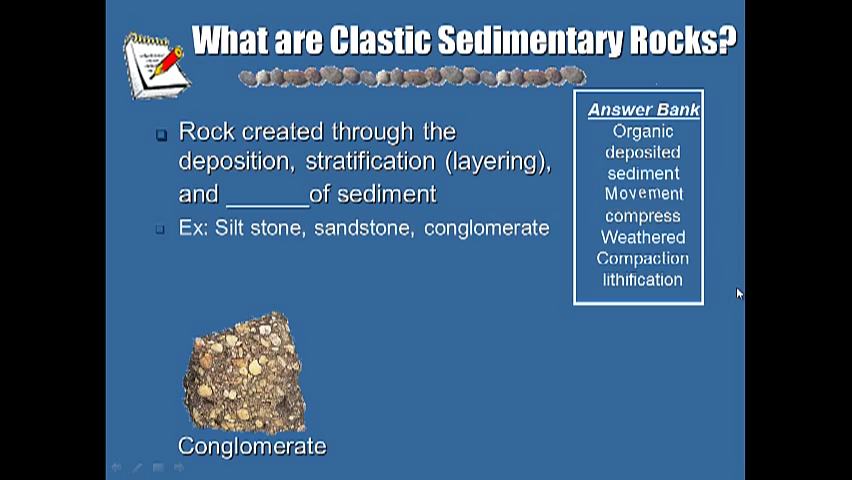 What are Clastic Sedimentary Rocks?
Rock created through the
deposition, stratification (layering),
and _______of sediment
Ex: Silt stone, sandstone, conglomerate
Answer Bank
Organic
deposited
sediment
Movement
compress
Weathered
Compaction
lithification
Conglomerate